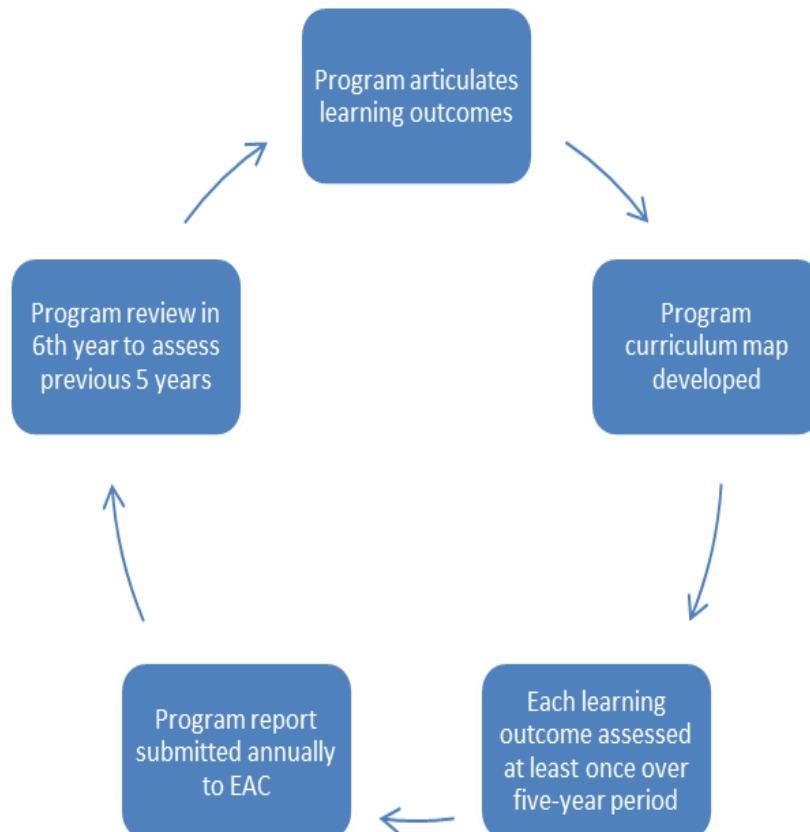 Program articulates
learning outcomes
Program
curriculum map
developed
Each learning
outcome assessed
at least once over
five-year period
Program report
submitted annually
to EAC
Program review in
6th year to assess
previous 5 years